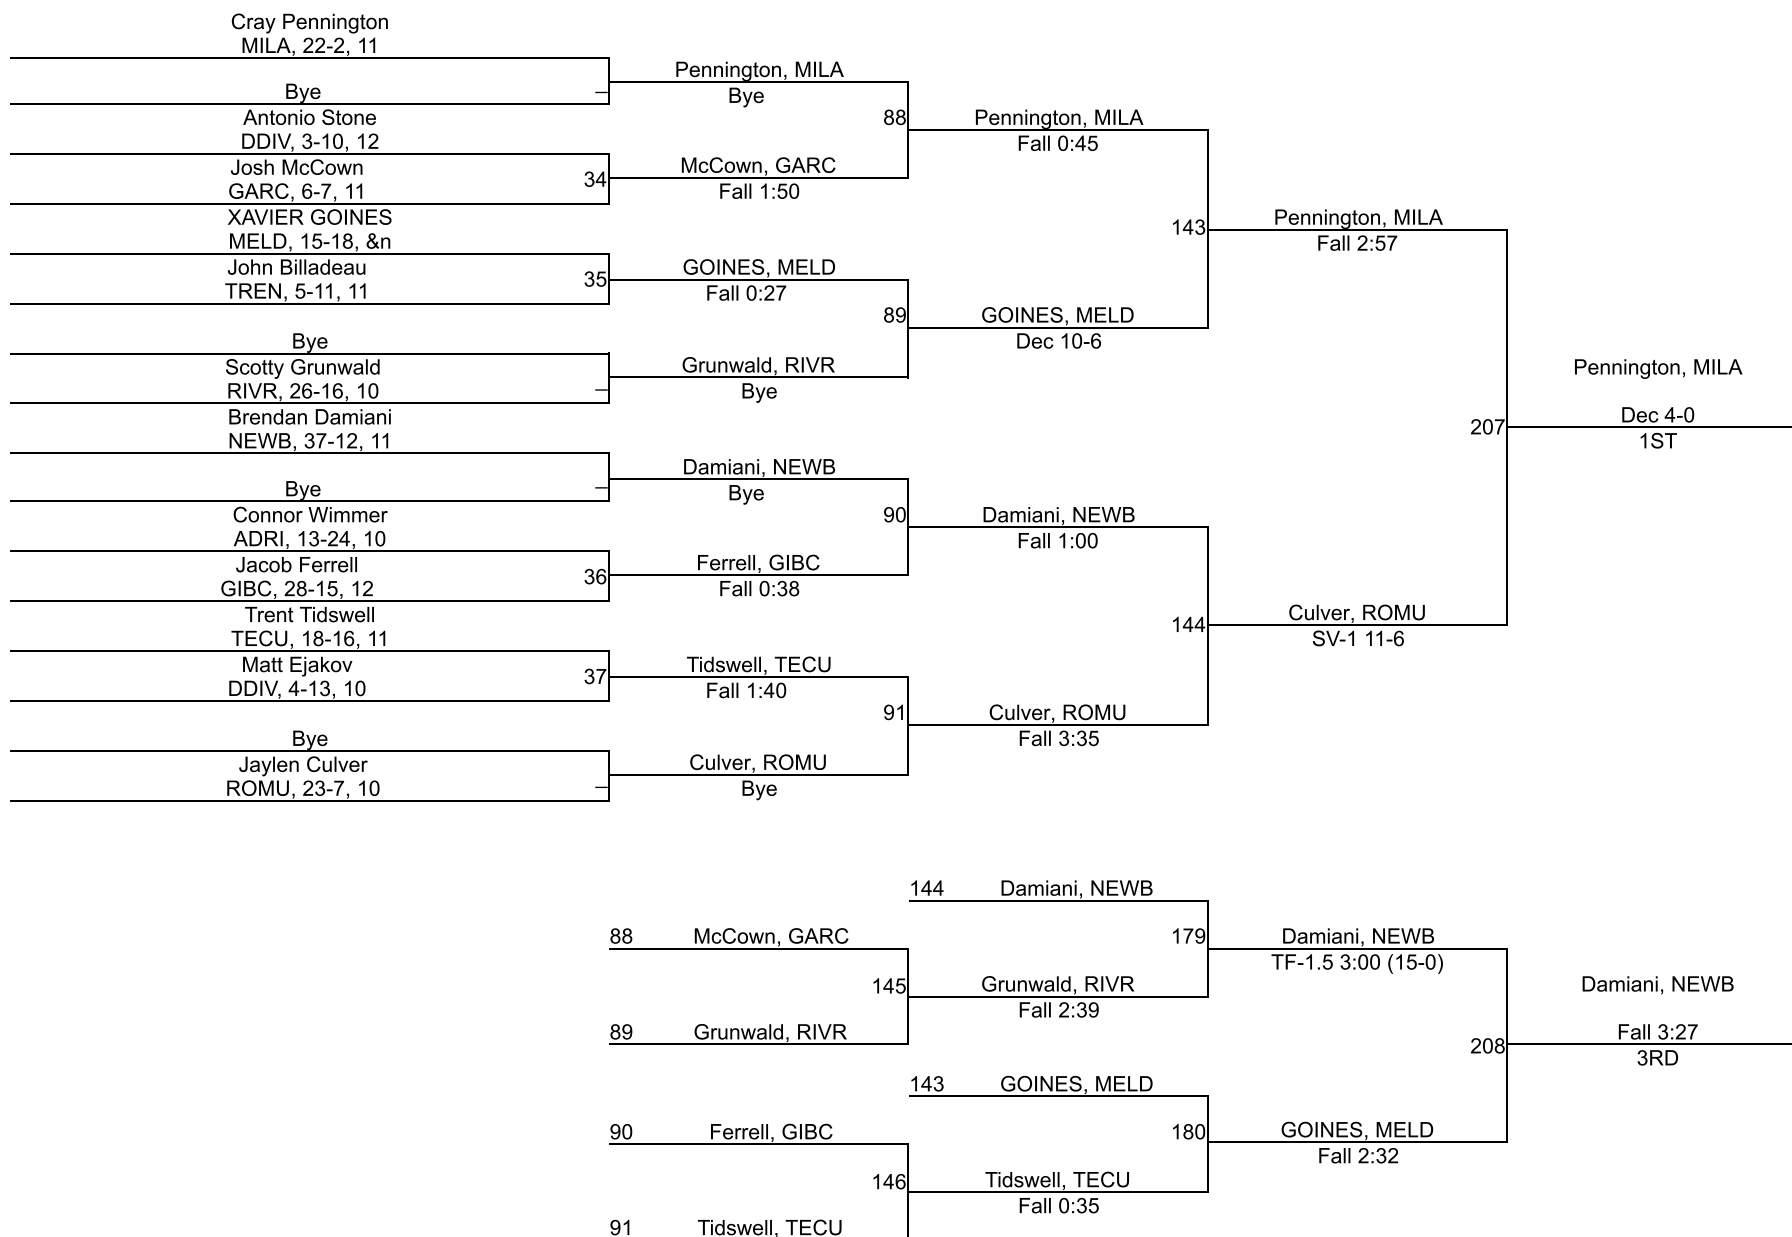 Cray Pennington
MILA, 22-2, 11
Bye
–
Antonio Stone
DDIV, 3-10, 12
Josh McCown
GARC, 6-7, 11
34
XAVIER GOINES
MELD, 15-18, &n
John Billadeau
TREN, 5-11, 11
35
Bye
Scotty Grunwald
RIVR, 26-16, 10
–
Brendan Damiani
NEWB, 37-12, 11
Bye
–
Connor Wimmer
ADRI, 13-24, 10
Jacob Ferrell
GIBC, 28-15, 12
36
Trent Tidswell
TECU, 18-16, 11
Matt Ejakov
DDIV, 4-13, 10
37
Bye
Jaylen Culver
ROMU, 23-7, 10
–
Pennington, MILA
Bye
88
McCown, GARC
Fall 1:50
GOINES, MELD
Fall 0:27
89
Grunwald, RIVR
Bye
Damiani, NEWB
Bye
90
Ferrell, GIBC
Fall 0:38
Tidswell, TECU
Fall 1:40
91
Culver, ROMU
Bye
Pennington, MILA
Fall 0:45
143
GOINES, MELD
Dec 10-6
Damiani, NEWB
Fall 1:00
144
Culver, ROMU
Fall 3:35
Pennington, MILA
Fall 2:57
207
Culver, ROMU
SV-1 11-6
Pennington, MILA
Dec 4-0
1ST
144 Damiani, NEWB
88 McCown, GARC
179
145
Grunwald, RIVR
Fall 2:39
89 Grunwald, RIVR
143 GOINES, MELD
90 Ferrell, GIBC
180
146
Tidswell, TECU
Fall 0:35
91 Tidswell, TECU
Damiani, NEWB
TF-1.5 3:00 (15-0)
208
GOINES, MELD
Fall 2:32
Damiani, NEWB
Fall 3:27
3RD